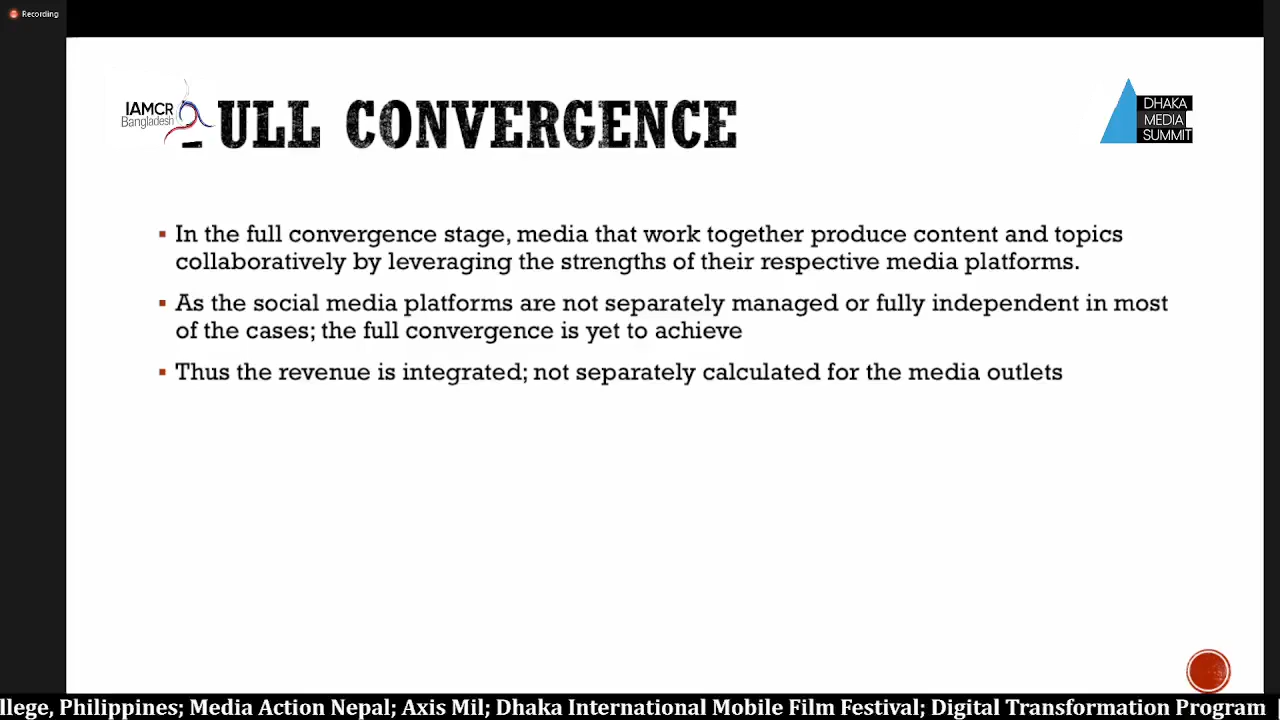 Recording
IAMCR
Bangladesh
ULL CONVERGENCE
DHAKA
MEDIA
SUMMIT
▪ In the full convergence stage, media that work together produce content and topics
collaboratively by leveraging the strengths of their respective media platforms.
▪ As the social media platforms are not separately managed or fully independent in most
of the cases; the full convergence is yet to achieve
▪ Thus the revenue is integrated; not separately calculated for the media outlets
llege, Philippines; Media Action Nepal; Axis Mil; Dhaka International Mobile Film Festival; Digital Transformation Program